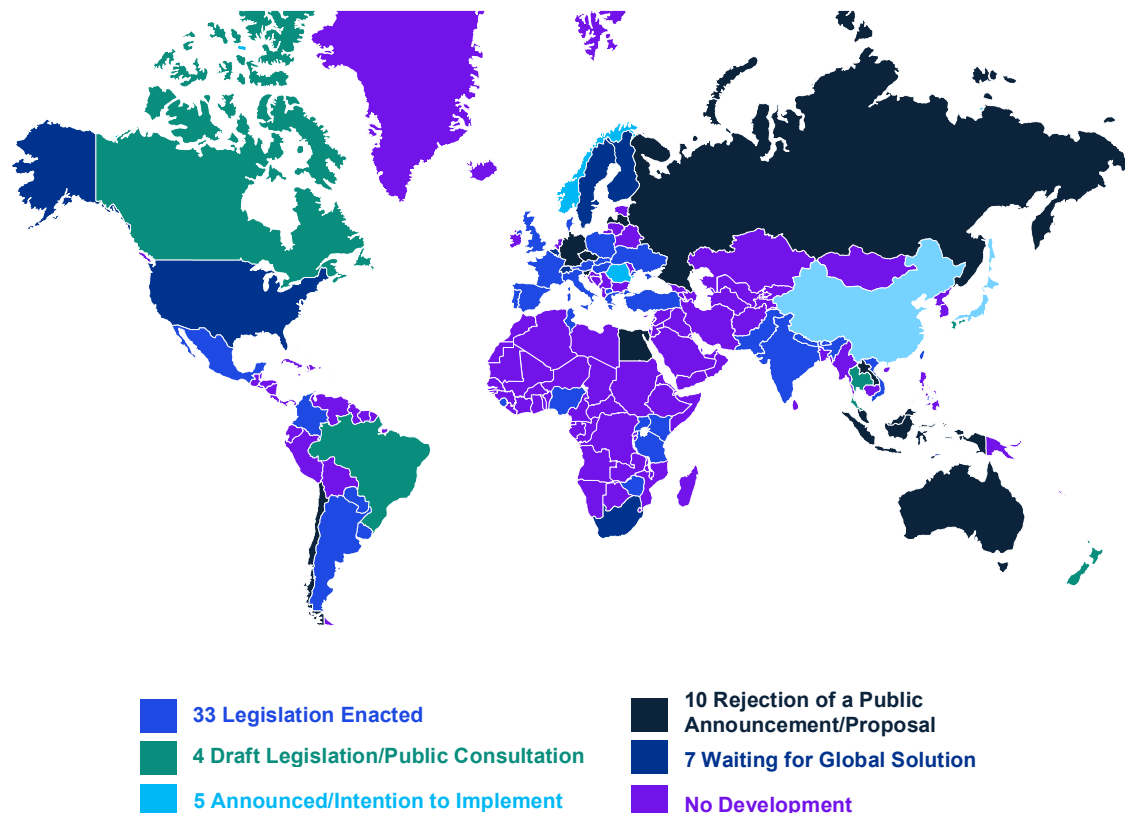 33 Legislation Enacted
4 Draft Legislation/Public Consultation
5 Announced/Intention to Implement
10 Rejection of a Public
Announcement/Proposal
7 Waiting for Global Solution
No Development